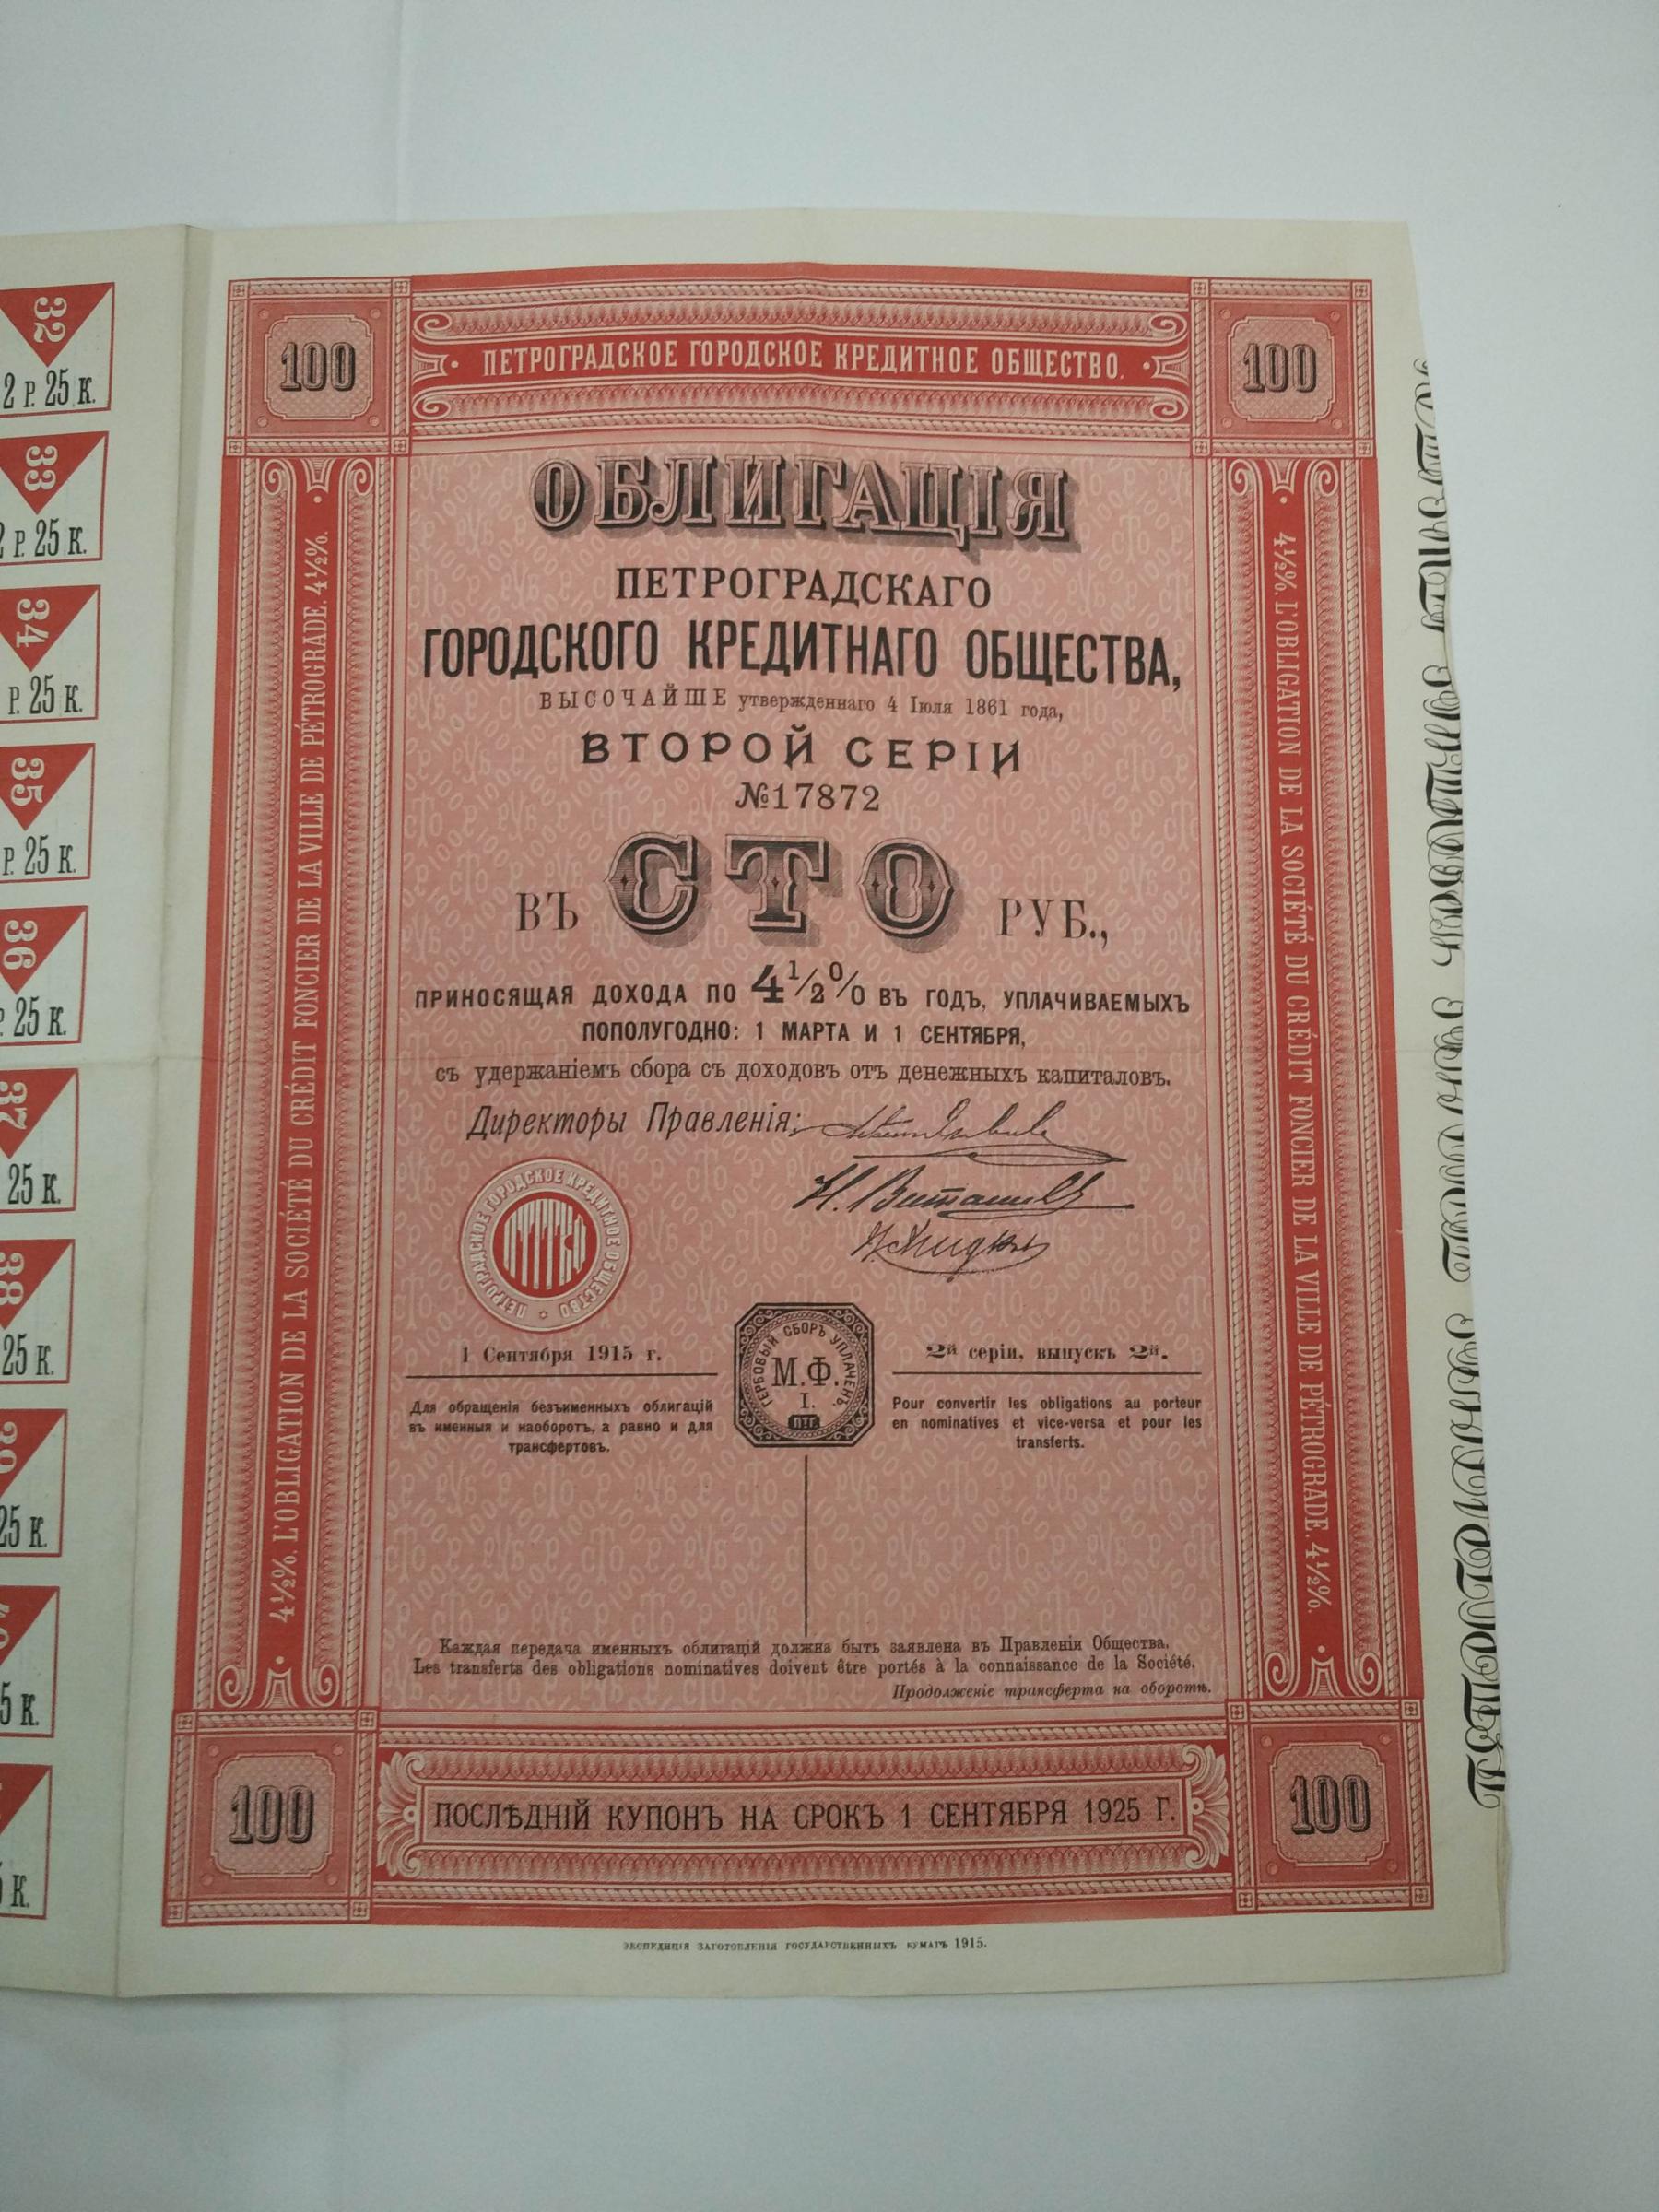 32
2 Р. 25 К.
33
2 Р. 25 К.
34
Р. 25 К.
35
Р. 25 К.
36
Р. 25 К.
37
25 К.
38
25 К.
39
25 К.
40
5 К.
К.
100
ПЕТРОГРАДСКОЕ ГОРОДСКОЕ КРЕДИТНОЕ ОБЩЕСТВО.
100
4½%. L'OBLIGATION DE LA SOCIÉTÉ DU CRÉDIT FONCIER DE LA VILLE DE PÉTROGRADE. 4½%.
ОБЛИГАЦІЯ
ПЕТРОГРАДСКАГО
ГОРОДСКОГО КРЕДИТНАГО ОБЩЕСТВА,
ВЫСОЧАЙШЕ утвержденнаго 4 Іюля 1861 года,
ВТОРОЙ СЕРІИ
№17872
ВЪ СТО РУБ.,
ПРИНОСЯЩАЯ ДОХОДА ПО 4½% ВЪ ГОДЪ, УПЛАЧИВАЕМЫХЪ
ПОПОЛУГОДНО: 1 МАРТА И 1 СЕНТЯБРЯ,
съ удержаніемъ сбора съ доходовъ отъ денежныхъ капиталовъ.
Директоры Правленія:
ПЕТРОГРАДСКОЕ ГОРОДСКОЕ КРЕДИТНОЕ ОБЩЕСТВО
1 Сентября 1915 г.
ГЕРБОВЫЙ СБОРЪ УПЛАЧЕНЪ.
М.Ф.
I.
ПТГ.
2й серіи, выпускъ 2й.
Для обращенія безъименныхъ облигацій
въ именныя и наоборотъ, а равно и для
трансфертовъ.
Pour convertir les obligations au porteur
en nominatives et vice-versa et pour les
transferts.
Каждая передача именныхъ облигацій должна быть заявлена въ Правленіи Общества.
Les transferts des obligations nominatives doivent être portés à la connaissance de la Société.
Продолженіе трансферта на оборотѣ.
4½%. L'OBLIGATION DE LA SOCIÉTÉ DU CRÉDIT FONCIER DE LA VILLE DE PÉTROGRADE. 4½%.
100
ПОСЛѢДНІЙ КУПОНЪ НА СРОКЪ 1 СЕНТЯБРЯ 1925 Г.
100
ЭКСПЕДИЦІЯ ЗАГОТОВЛЕНІЯ ГОСУДАРСТВЕННЫХЪ БУМАГЪ 1915.